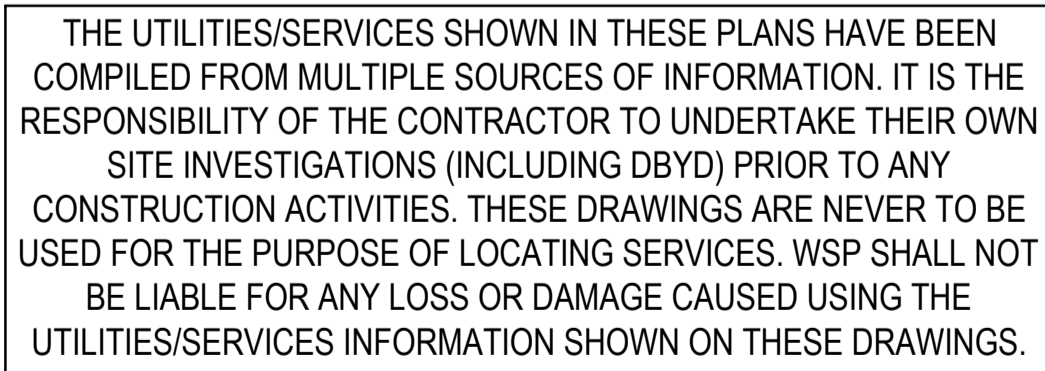 THE UTILITIES/SERVICES SHOWN IN THESE PLANS HAVE BEEN
COMPILED FROM MULTIPLE SOURCES OF INFORMATION. IT IS THE
RESPONSIBILITY OF THE CONTRACTOR TO UNDERTAKE THEIR OWN
SITE INVESTIGATIONS (INCLUDING DBYD) PRIOR TO ANY
CONSTRUCTION ACTIVITIES. THESE DRAWINGS ARE NEVER TO BE
USED FOR THE PURPOSE OF LOCATING SERVICES. WSP SHALL NOT
BE LIABLE FOR ANY LOSS OR DAMAGE CAUSED USING THE
UTILITIES/SERVICES INFORMATION SHOWN ON THESE DRAWINGS.